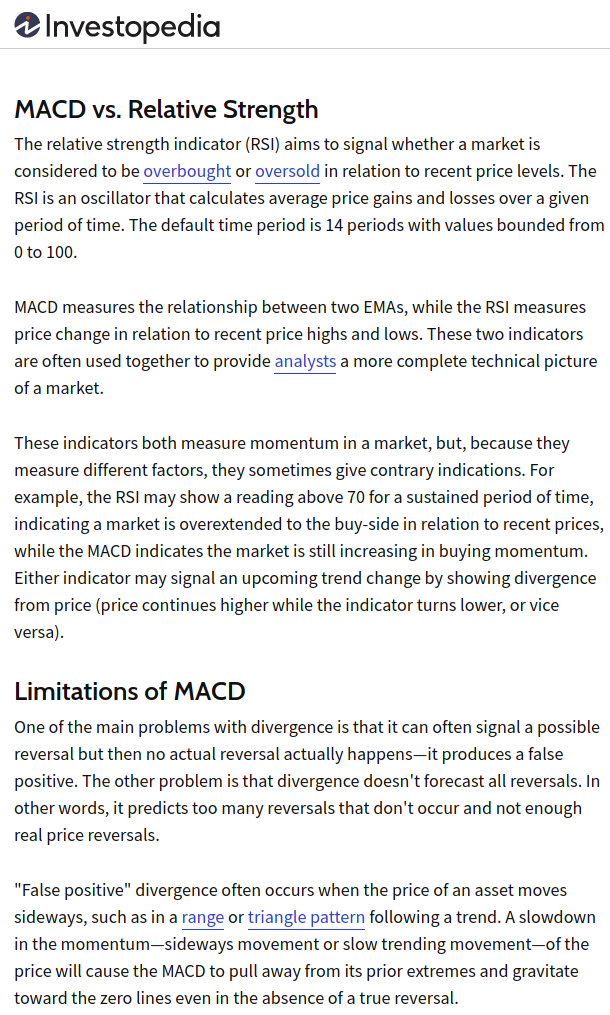 Investopedia
MACD vs. Relative Strength
The relative strength indicator (RSI) aims to signal whether a market is
considered to be overbought or oversold in relation to recent price levels. The
RSI is an oscillator that calculates average price gains and losses over a given
period of time. The default time period is 14 periods with values bounded from
0 to 100.
MACD measures the relationship between two EMAs, while the RSI measures
price change in relation to recent price highs and lows. These two indicators
are often used together to provide analysts a more complete technical picture
of a market.
These indicators both measure momentum in a market, but, because they
measure different factors, they sometimes give contrary indications. For
example, the RSI may show a reading above 70 for a sustained period of time,
indicating a market is overextended to the buy-side in relation to recent prices,
while the MACD indicates the market is still increasing in buying momentum.
Either indicator may signal an upcoming trend change by showing divergence
from price (price continues higher while the indicator turns lower, or vice
versa).
Limitations of MACD
One of the main problems with divergence is that it can often signal a possible
reversal but then no actual reversal actually happens—it produces a false
positive. The other problem is that divergence doesn't forecast all reversals. In
other words, it predicts too many reversals that don't occur and not enough
real price reversals.
"False positive" divergence often occurs when the price of an asset moves
sideways, such as in a range or triangle pattern following a trend. A slowdown
in the momentum—sideways movement or slow trending movement—of the
price will cause the MACD to pull away from its prior extremes and gravitate
toward the zero lines even in the absence of a true reversal.